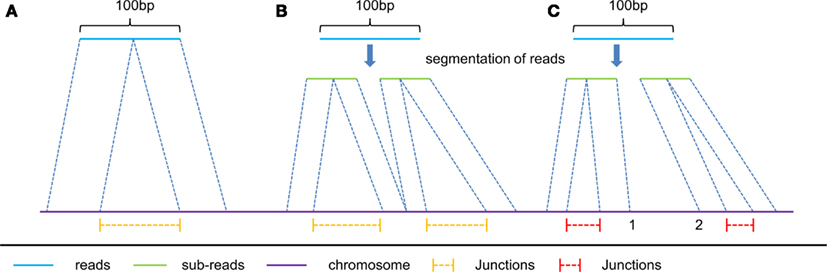 A 100bp B 100bp C 100bp
segmentation of reads
1 2
reads sub-reads chromosome Junctions Junctions